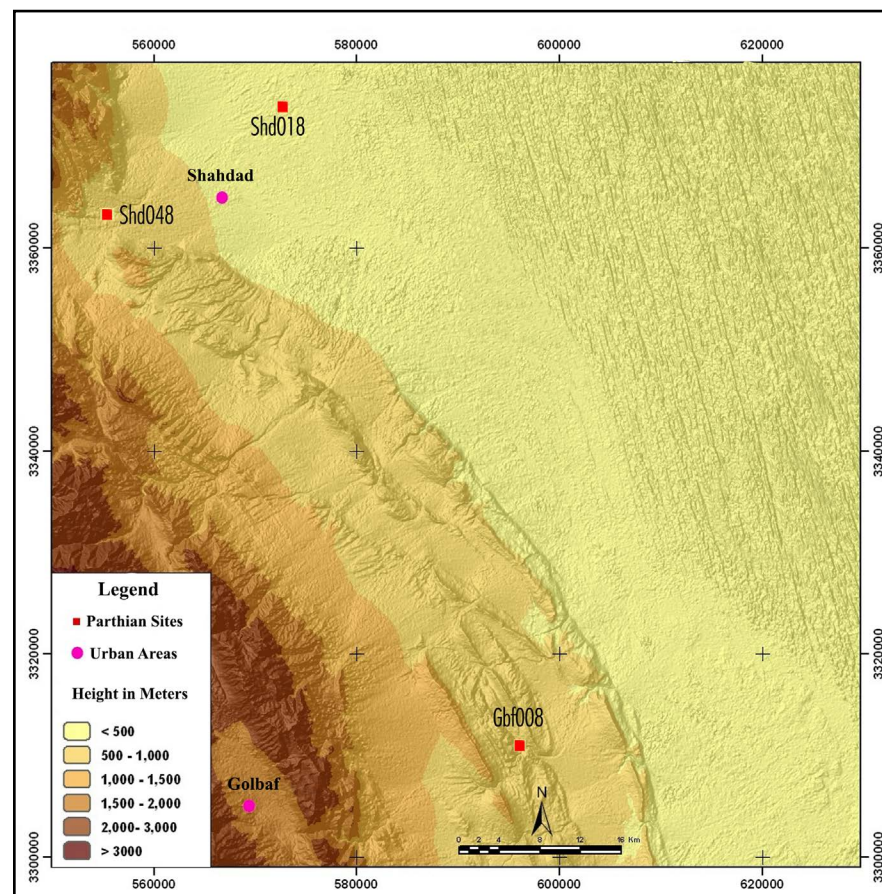 560000 580000 600000 620000
Shd018
Shahdad
Shd048
3360000 3360000
3340000 3340000
3320000 3320000
3300000 3300000
Gbf008
Golbaf
Legend
Parthian Sites
Urban Areas
Height in Meters
< 500
500 - 1,000
1,000 - 1,500
1,500 - 2,000
2,000- 3,000
> 3000
N
0 2 4 8 12 16 Km
560000 580000 600000 620000